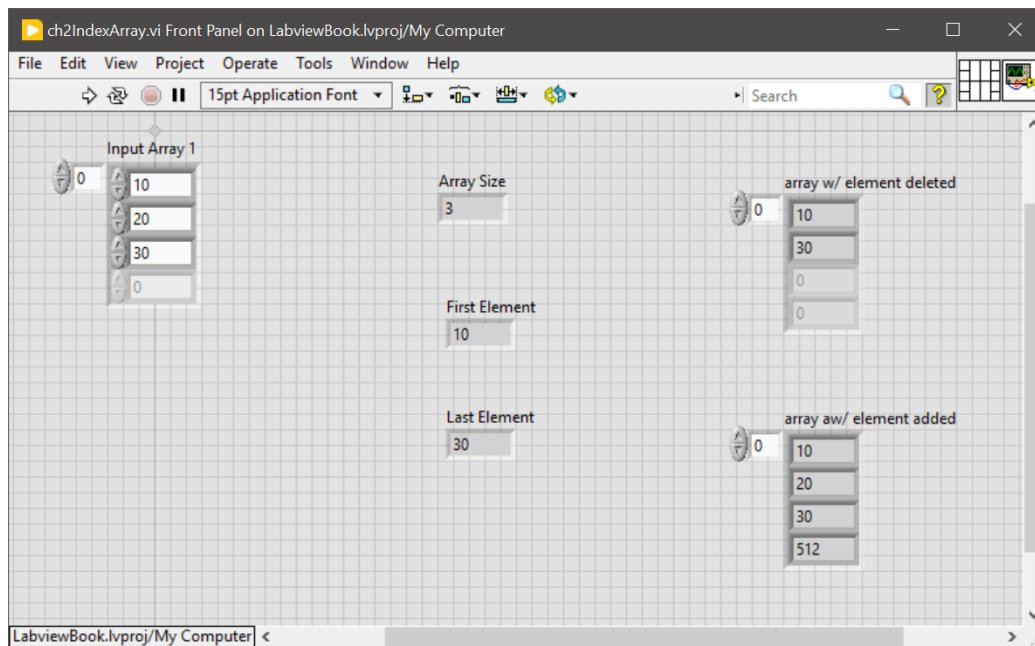 ch2IndexArray.vi Front Panel on LabviewBook.lvproj/My Computer
File Edit View Project Operate Tools Window Help
15pt Application Font
Search
?
Input Array 1
0
10
20
30
0
Array Size
3
First Element
10
Last Element
30
array w/ element deleted
0
10
30
0
0
array aw/ element added
0
10
20
30
512
LabviewBook.lvproj/My Computer